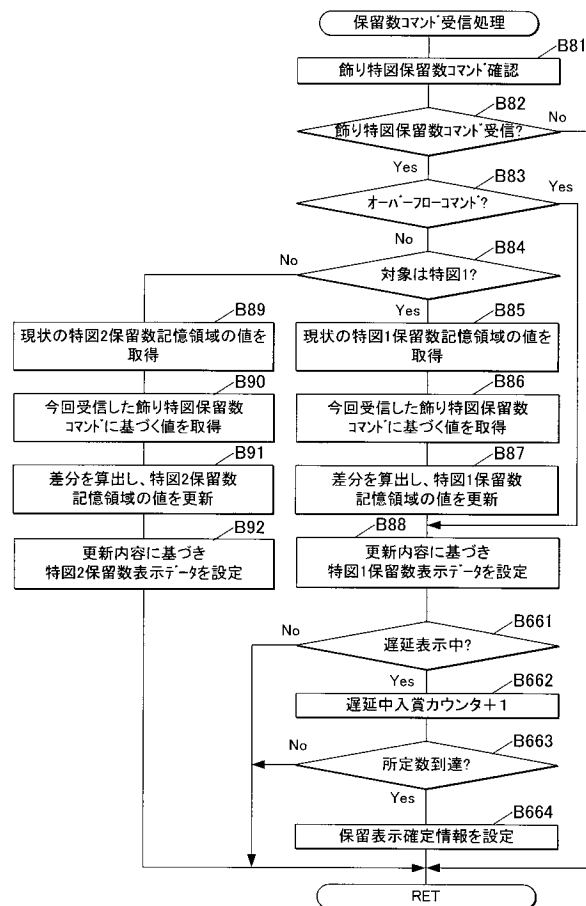 保留数コマンド受信処理
B81
飾り特図保留数コマンド確認
B82
飾り特図保留数コマンド受信?
No
Yes
B83
オーバーフローコマンド?
Yes
No
B84
対象は特図1?
No
Yes
B89
現状の特図2保留数記憶領域の値を
取得
B85
現状の特図1保留数記憶領域の値を
取得
B90
今回受信した飾り特図保留数
コマンドに基づく値を取得
B86
今回受信した飾り特図保留数
コマンドに基づく値を取得
B91
差分を算出し、特図2保留数
記憶領域の値を更新
B87
差分を算出し、特図1保留数
記憶領域の値を更新
B92
更新内容に基づき
特図2保留数表示データを設定
B88
更新内容に基づき
特図1保留数表示データを設定
B661
遅延表示中?
No
Yes
B662
遅延中入賞カウンタ+1
B663
所定数到達?
No
Yes
B664
保留表示確定情報を設定
RET